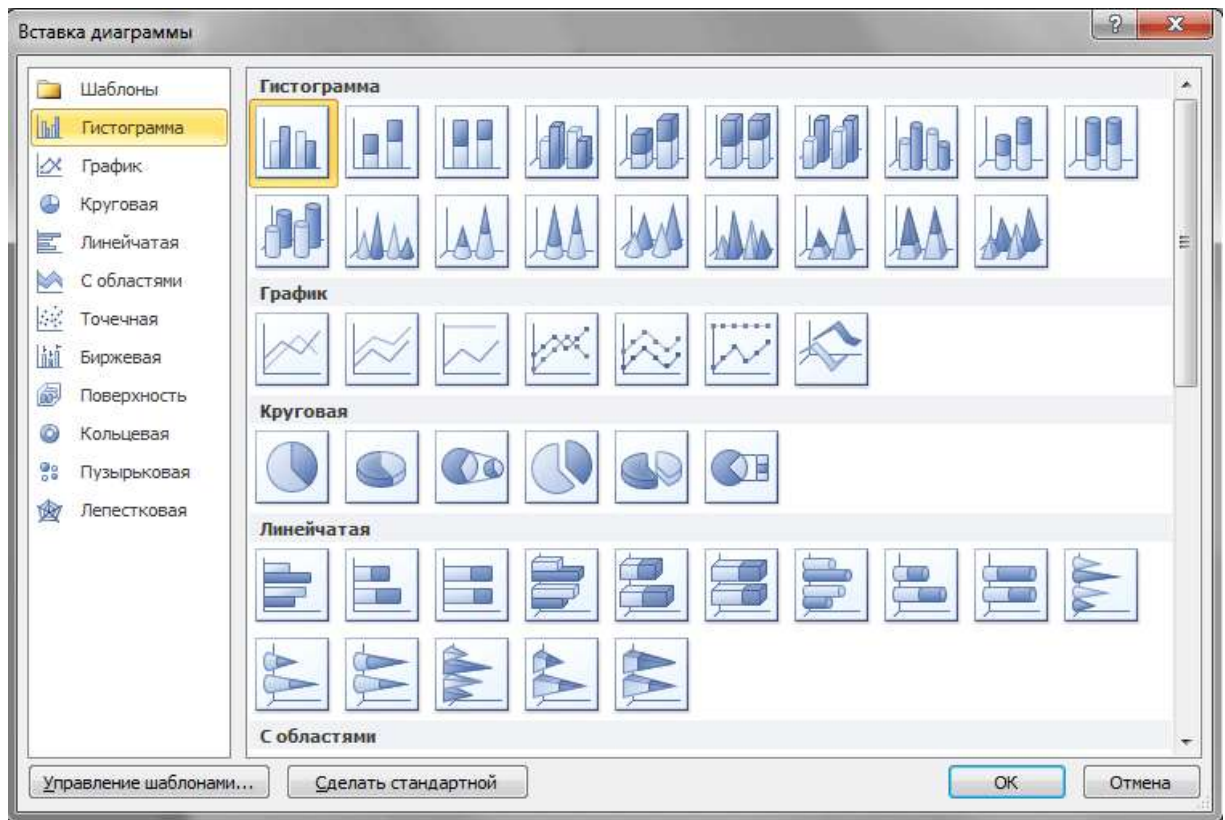 Вставка диаграммы
Шаблоны
Гистограмма
График
Круговая
Линейчатая
С областями
Точечная
Биржевая
Поверхность
Кольцевая
Пузырьковая
Лепестковая
Гистограмма
График
Круговая
Линейчатая
С областями
Управление шаблонами...
Сделать стандартной
ОК
Отмена